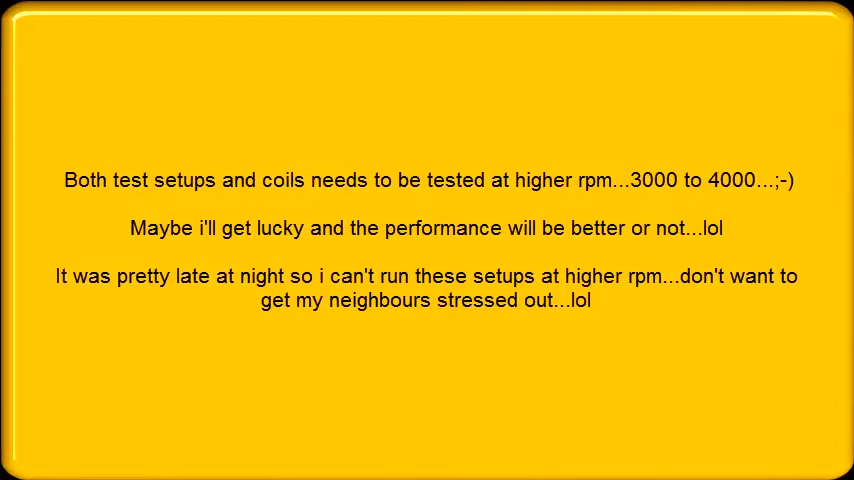 Both test setups and coils needs to be tested at higher rpm...3000 to 4000...;-)
Maybe i'll get lucky and the performance will be better or not...lol
It was pretty late at night so i can't run these setups at higher rpm...don't want to
get my neighbours stressed out...lol